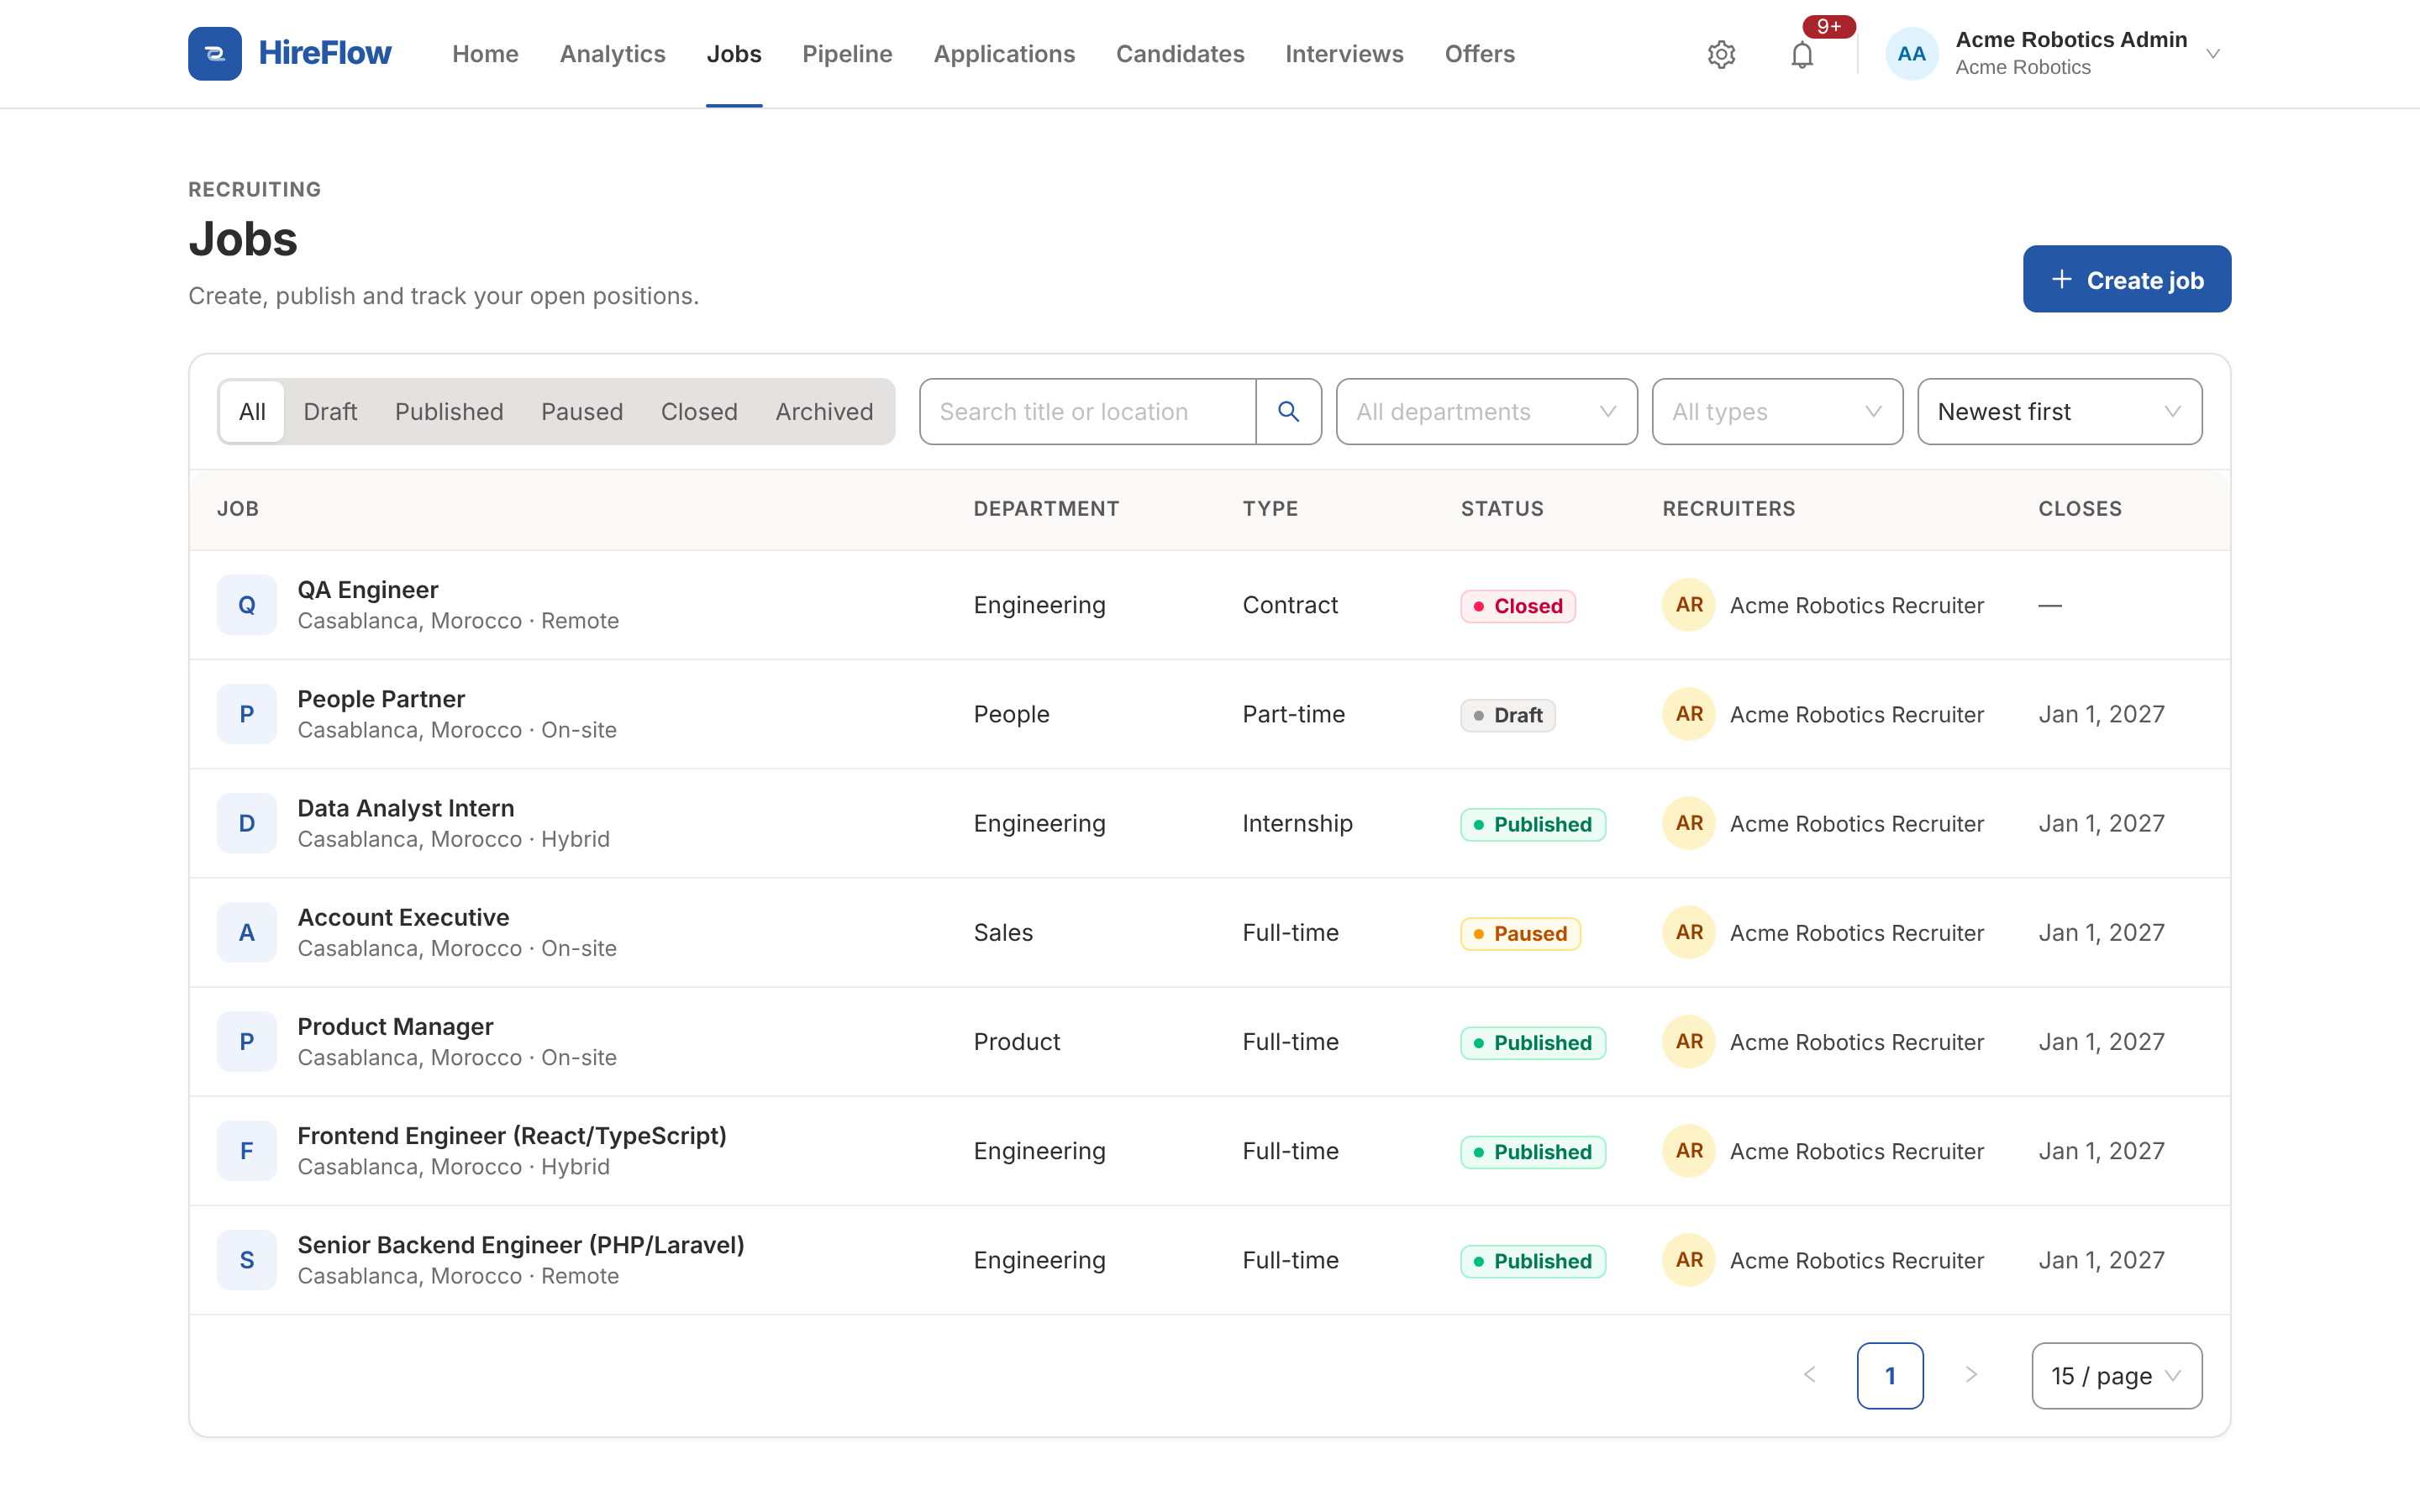 HireFlow
Home Analytics Jobs Pipeline Applications Candidates Interviews Offers
9+
AA
Acme Robotics Admin
Acme Robotics
RECRUITING
Jobs
Create, publish and track your open positions.
Create job
All Draft Published Paused Closed Archived
Search title or location
All departments
All types
Newest first
JOB DEPARTMENT TYPE STATUS RECRUITERS CLOSES
Q QA Engineer Engineering Contract Closed AR Acme Robotics Recruiter —
Casablanca, Morocco · Remote
P People Partner People Part-time Draft AR Acme Robotics Recruiter Jan 1, 2027
Casablanca, Morocco · On-site
D Data Analyst Intern Engineering Internship Published AR Acme Robotics Recruiter Jan 1, 2027
Casablanca, Morocco · Hybrid
A Account Executive Sales Full-time Paused AR Acme Robotics Recruiter Jan 1, 2027
Casablanca, Morocco · On-site
P Product Manager Product Full-time Published AR Acme Robotics Recruiter Jan 1, 2027
Casablanca, Morocco · On-site
F Frontend Engineer (React/TypeScript) Engineering Full-time Published AR Acme Robotics Recruiter Jan 1, 2027
Casablanca, Morocco · Hybrid
S Senior Backend Engineer (PHP/Laravel) Engineering Full-time Published AR Acme Robotics Recruiter Jan 1, 2027
Casablanca, Morocco · Remote
1
15 / page